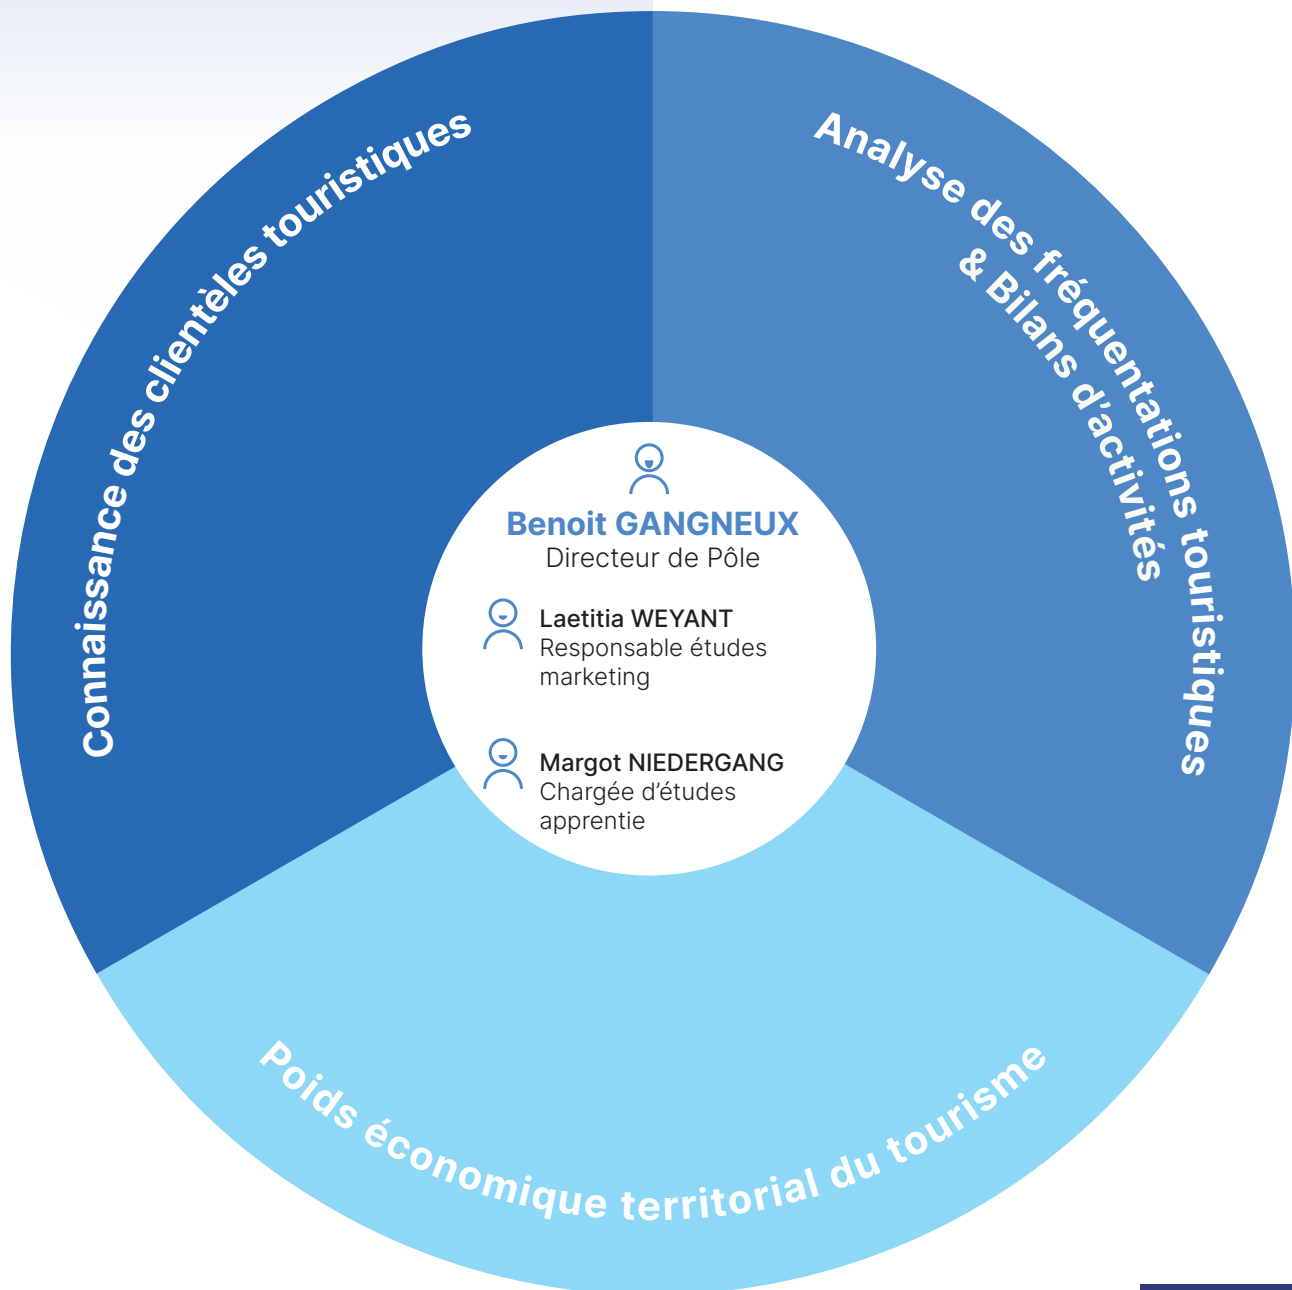 Connaissance des clientèles touristiques
Analyse des fréquentations touristiques
& Bilans d’activités
Benoit GANGNEUX
Directeur de Pôle
Laetitia WEYANT
Responsable études
marketing
Margot NIEDERGANG
Chargée d’études
apprentie
Poids économique territorial du tourisme